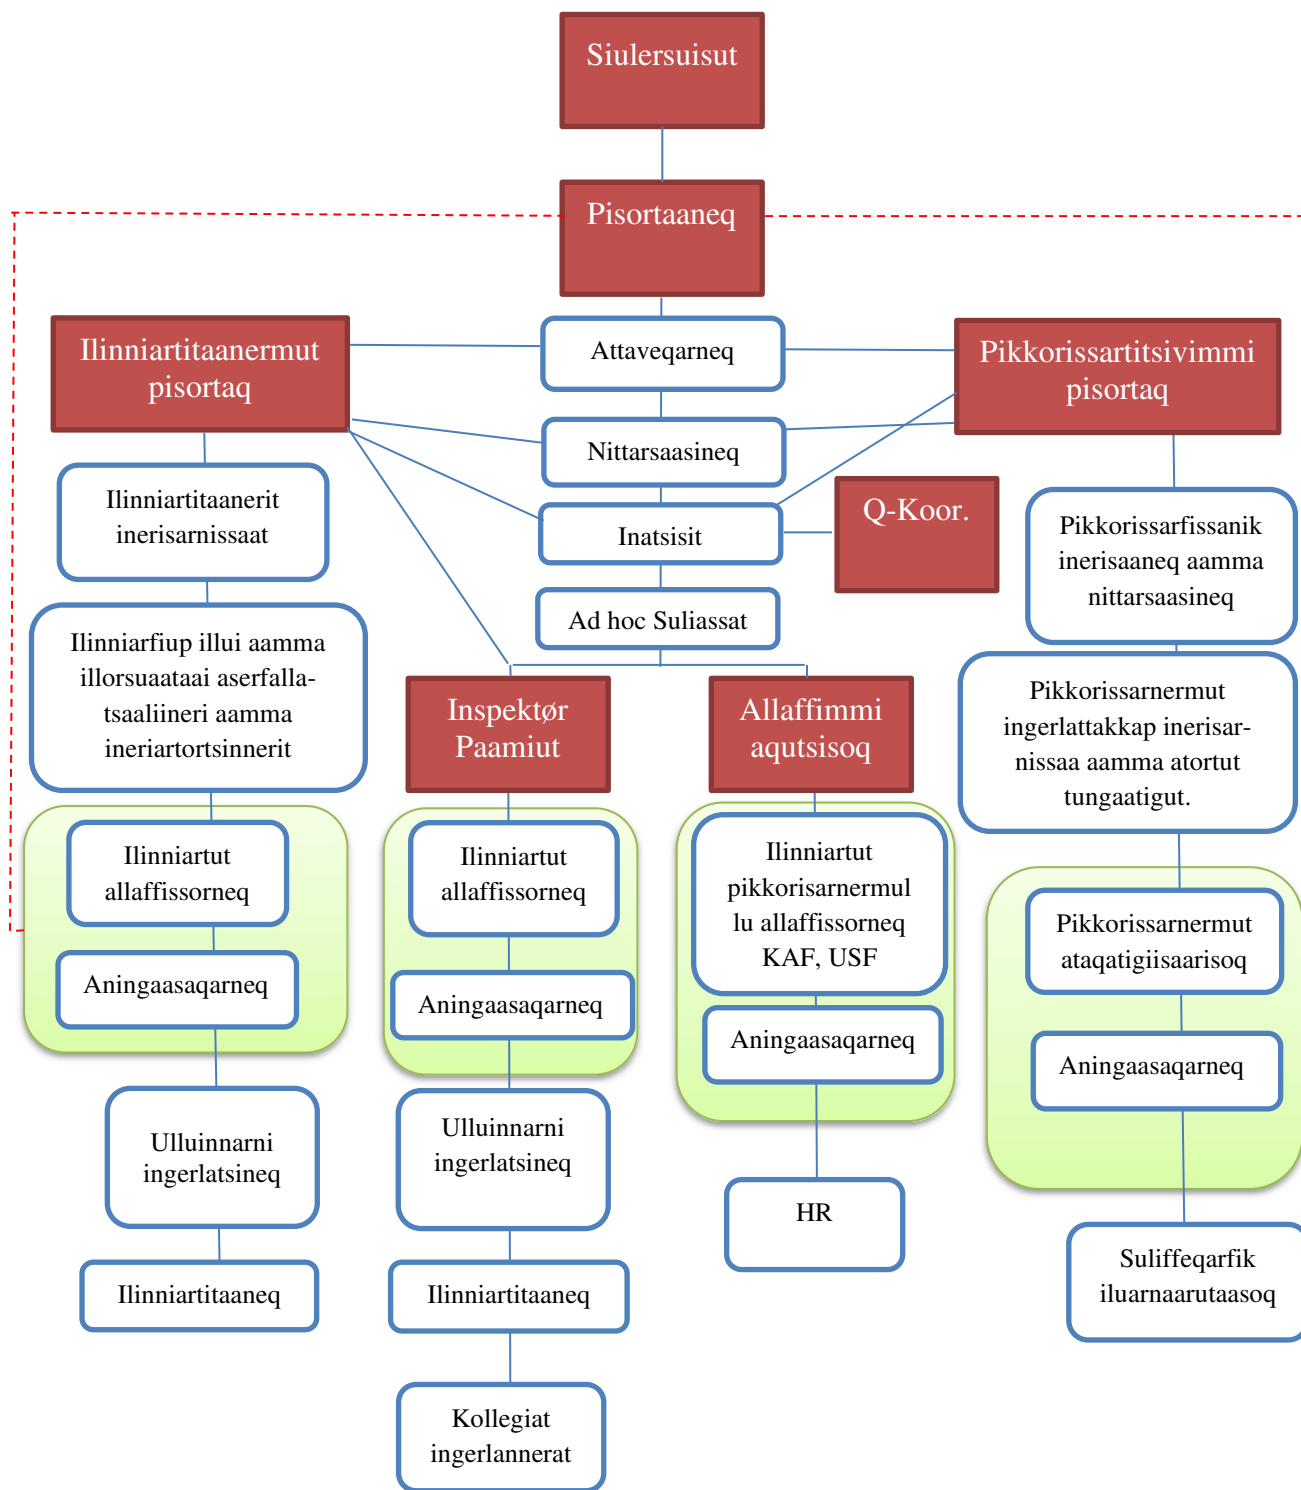 Siulersuisut
Pisortaaneq
Ilinniartitaanermut
pisortaq
Attaveqarneq
Pikkorissartitsivimmi
pisortaq
Nittarsaasineq
Ilinniartitaanerit
inerisarnissaat
Inatsisit
Q-Koor.
Pikkorissarfissanik
inerisaaneq aamma
nittarsaasineq
Ad hoc Suliassat
Ilinniarfiup illui aamma
illorsuaataai aserfalla-
tsaaliineri aamma
ineriartortsinnerit
Inspektør
Paamiut
Allaffimmi
aqutsisoq
Pikkorissarnermut
ingerlattakkap inerisar-
nissaa aamma atortut
tungaatigut.
Ilinniartut
allaffissorneq
Ilinniartut
allaffissorneq
Ilinniartut
pikkorisarnermul
lu allaffissorneq
KAF, USF
Pikkorissarnermut
ataqatigiisaarisoq
Aningaasaqarneq
Aningaasaqarneq
Aningaasaqarneq
Aningaasaqarneq
Ulluinnarni
ingerlatsineq
Ulluinnarni
ingerlatsineq
HR
Suliffeqarfik
iluarnaarutaasoq
Ilinniartitaaneq
Ilinniartitaaneq
Kollegiat
ingerlannerat